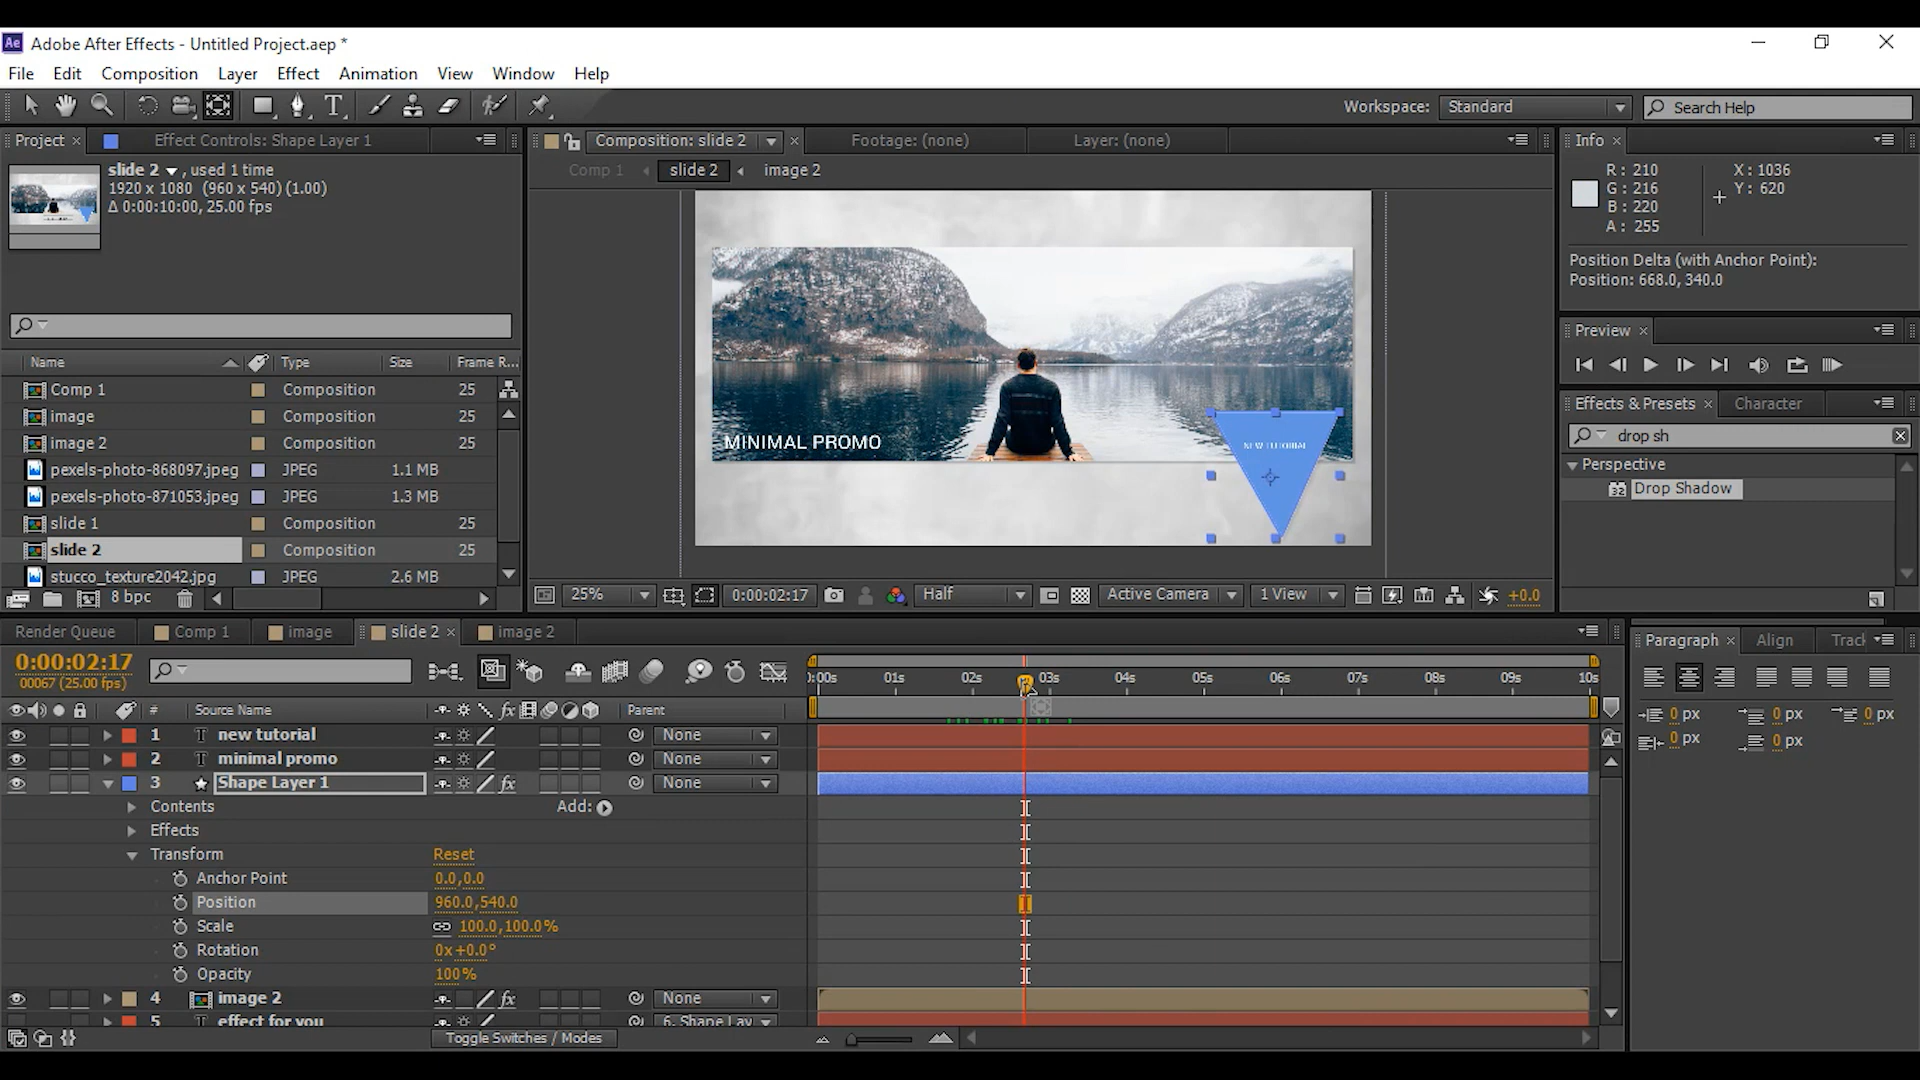 Ae Adobe After Effects - Untitled Project.aep *
File Edit Composition Layer Effect Animation View Window Help
T Workspace: Standard Search Help
Project × Effect Controls: Shape Layer 1
slide 2 , used 1 time
1920 x 1080 (960 x 540) (1.00)
Δ 0:00:10:00, 25.00 fps
Name Type Size Frame R...
Comp 1 Composition 25
image Composition 25
image 2 Composition 25
pexels-photo-868097.jpeg JPEG 1.1 MB
pexels-photo-871053.jpeg JPEG 1.3 MB
slide 1 Composition 25
slide 2 Composition 25
stucco_texture2042.jpg JPEG 2.6 MB
8 bpc
Composition: slide 2 × Footage: (none) Layer: (none)
Comp 1 slide 2 image 2
MINIMAL PROMO
NEW TUTORIAL
25% 0:00:02:17 Half Active Camera 1 View +0.0
Info ×
R : 210 X : 1036
G : 216 Y : 620
B : 220
A : 255
Position Delta (with Anchor Point):
Position: 668.0, 340.0
Preview ×
Effects & Presets × Character
drop sh
Perspective
32 Drop Shadow
Render Queue Comp 1 image slide 2 × image 2
0:00:02:17
00067 (25.00 fps)
):00s 01s 02s 03s 04s 05s 06s 07s 08s 09s 10s
# Source Name fx Parent
1 T new tutorial None
2 T minimal promo None
3 Shape Layer 1 fx None
Contents Add:
Effects
Transform Reset
Anchor Point 0.0,0.0
Position 960.0,540.0
Scale 100.0,100.0%
Rotation 0x+0.0°
Opacity 100%
4 image 2 fx None
5 T effect for you 6. Shape Lay
Toggle Switches / Modes
Paragraph × Align Track
0 px 0 px 0 px
0 px 0 px